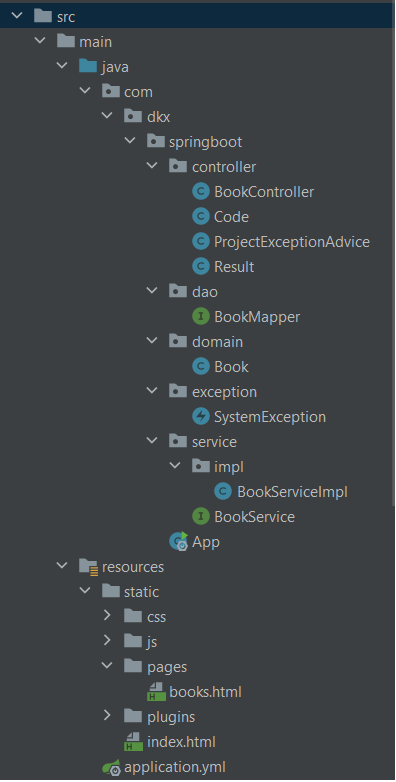 src
main
java
com
dkx
springboot
controller
BookController
Code
ProjectExceptionAdvice
Result
dao
BookMapper
domain
Book
exception
SystemException
service
impl
BookServiceImpl
BookService
App
resources
static
css
js
pages
books.html
plugins
index.html
application.yml